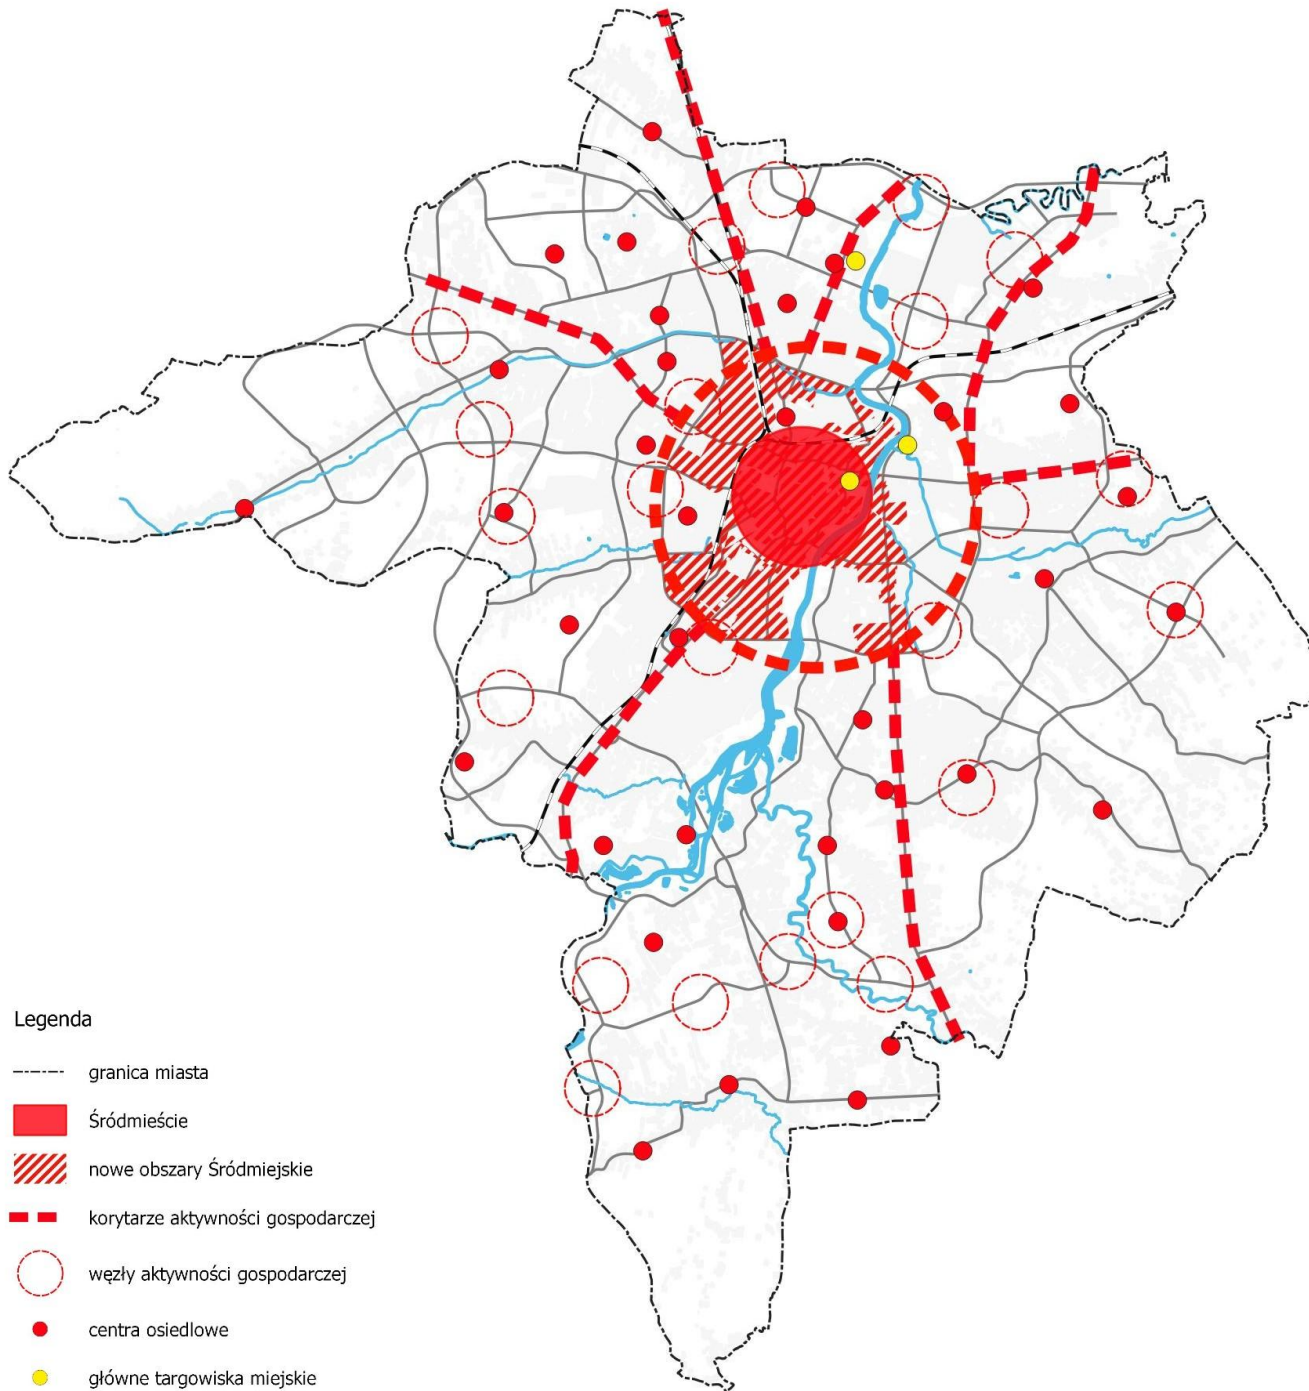 Legenda
granica miasta
Śródmieście
nowe obszary Śródmiejskie
korytarze aktywności gospodarczej
węzły aktywności gospodarczej
centra osiedlowe
główne targowiska miejskie